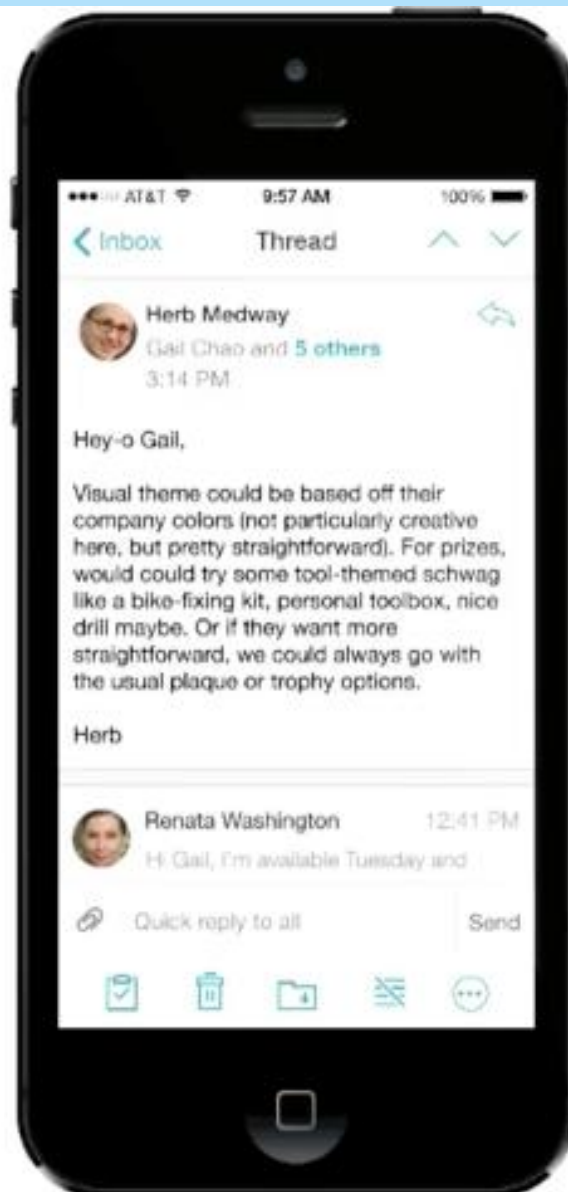 AT&T 9:57 AM 100%
Inbox Thread
Herb Medway
Gail Chao and 5 others
3:14 PM
Hey-o Gail,
Visual theme could be based off their
company colors (not particularly creative
here, but pretty straightforward). For prizes,
would could try some tool-themed schwag
like a bike-fixing kit, personal toolbox, nice
drill maybe. Or if they want more
straightforward, we could always go with
the usual plaque or trophy options.
Herb
Renata Washington 12:41 PM
Hi Gail, I'm available Tuesday and
Quick reply to all Send
4